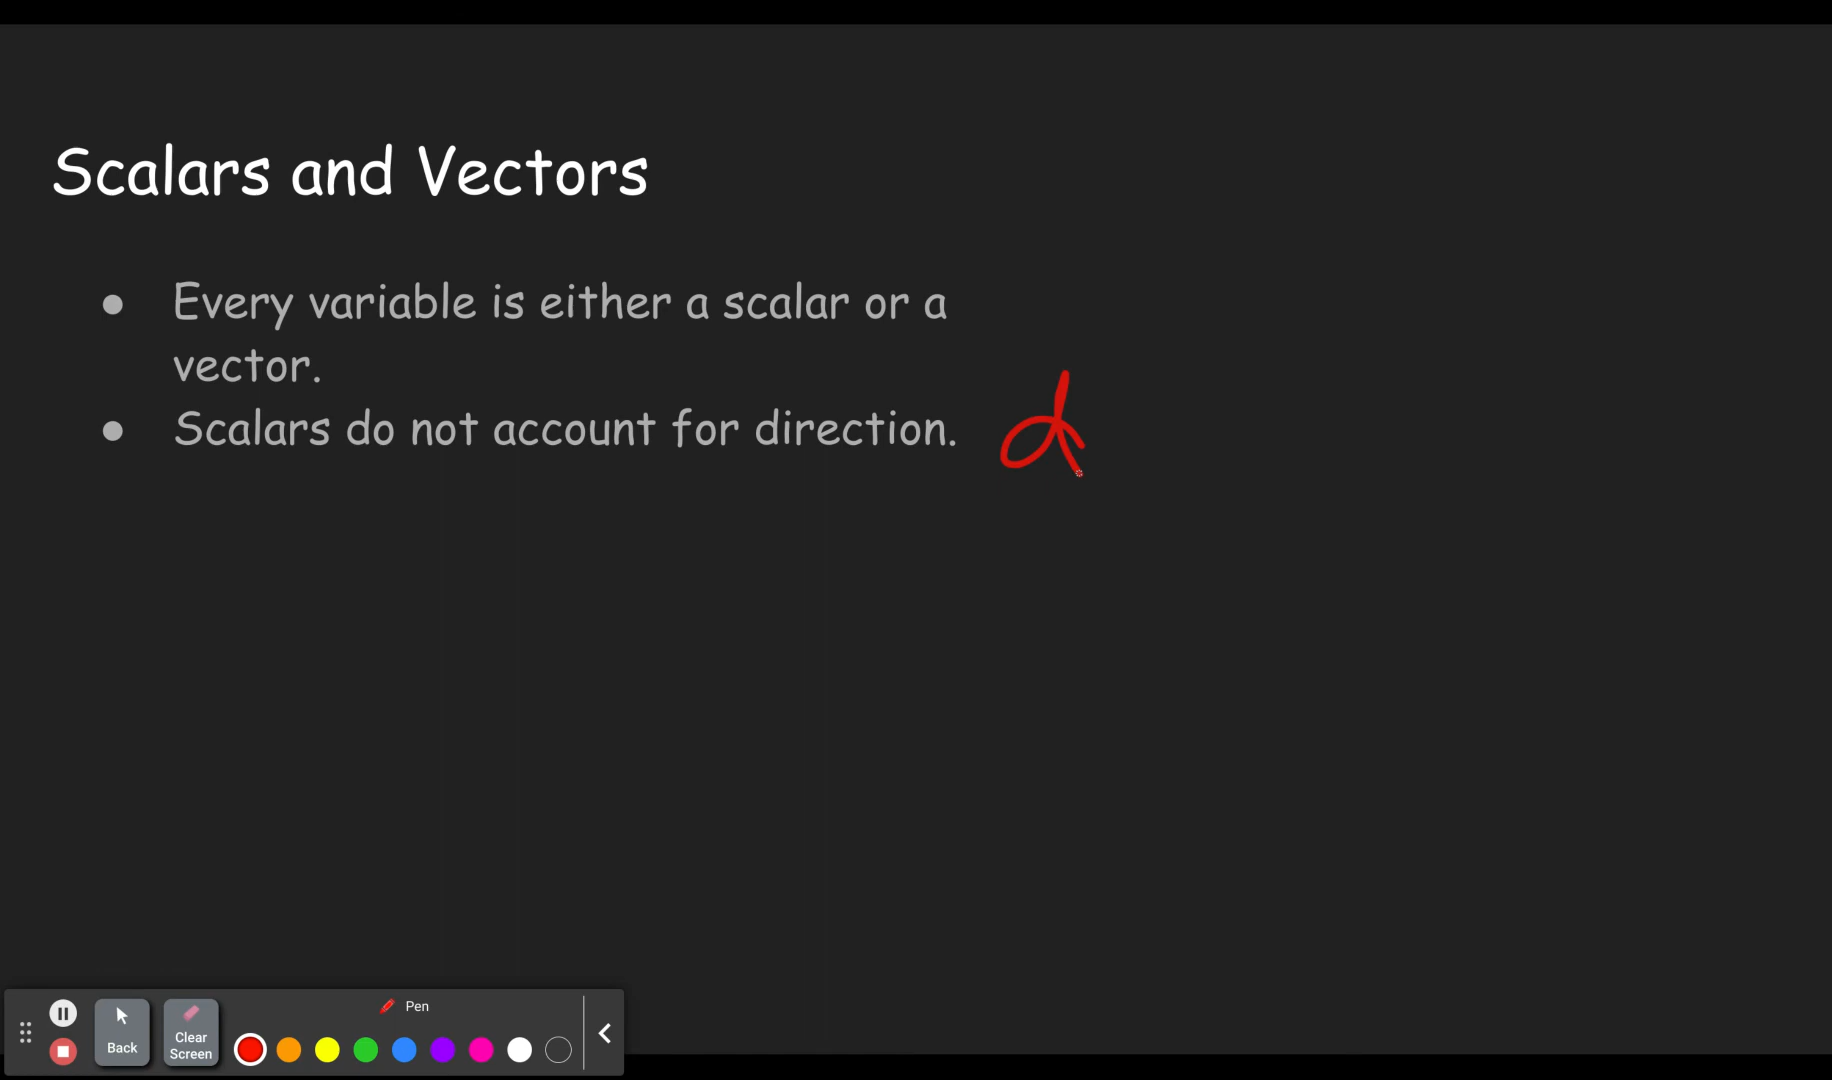 Scalars and Vectors
● Every variable is either a scalar or a
vector.
● Scalars do not account for direction.
d
Pen
Back
Clear
Screen